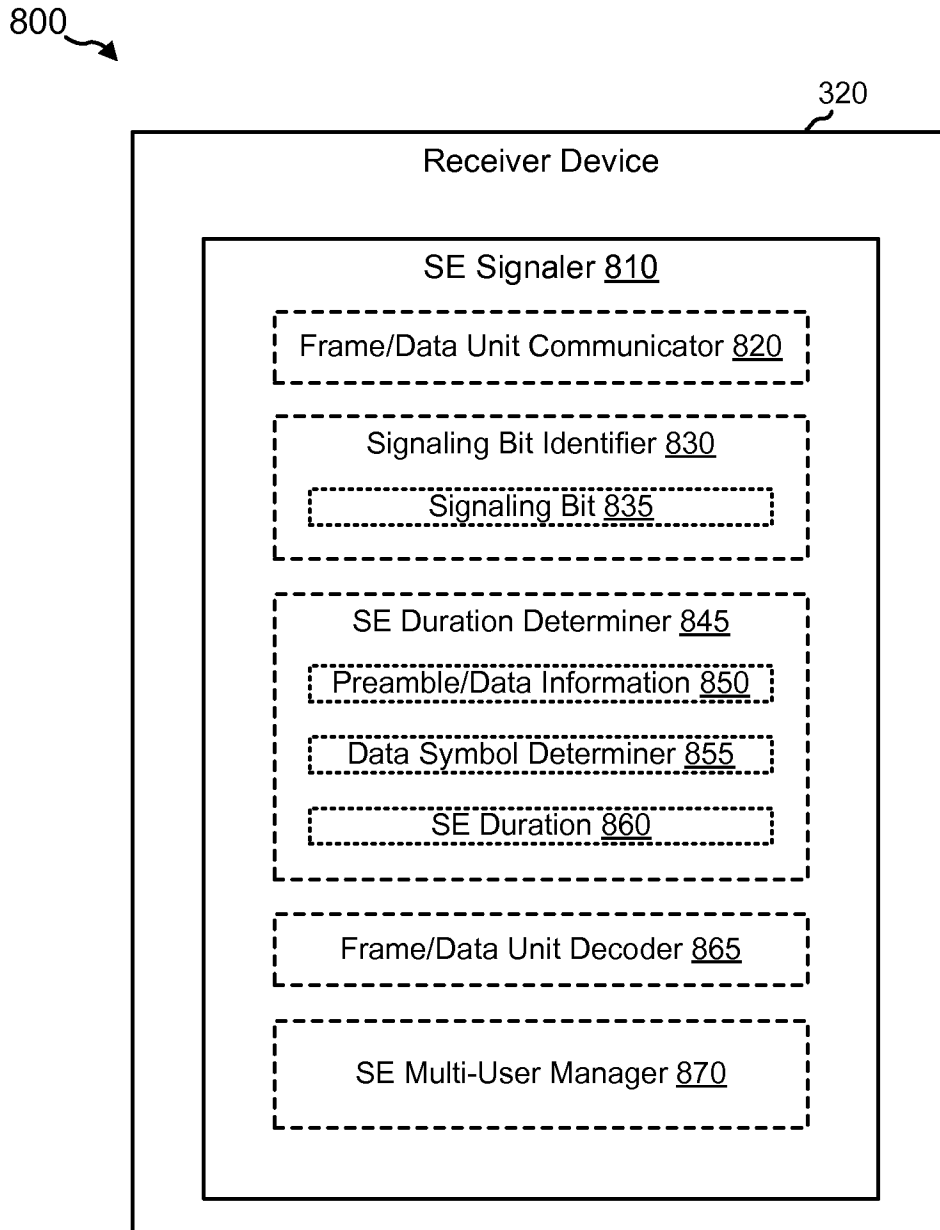 800
320
Receiver Device
SE Signaler 810
Frame/Data Unit Communicator 820
Signaling Bit Identifier 830
Signaling Bit 835
SE Duration Determiner 845
Preamble/Data Information 850
Data Symbol Determiner 855
SE Duration 860
Frame/Data Unit Decoder 865
SE Multi-User Manager 870